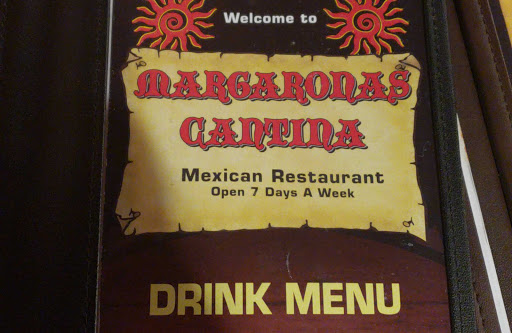 Welcome to
MARGARONAS
CANTINA
Mexican Restaurant
Open 7 Days A Week
DRINK MENU